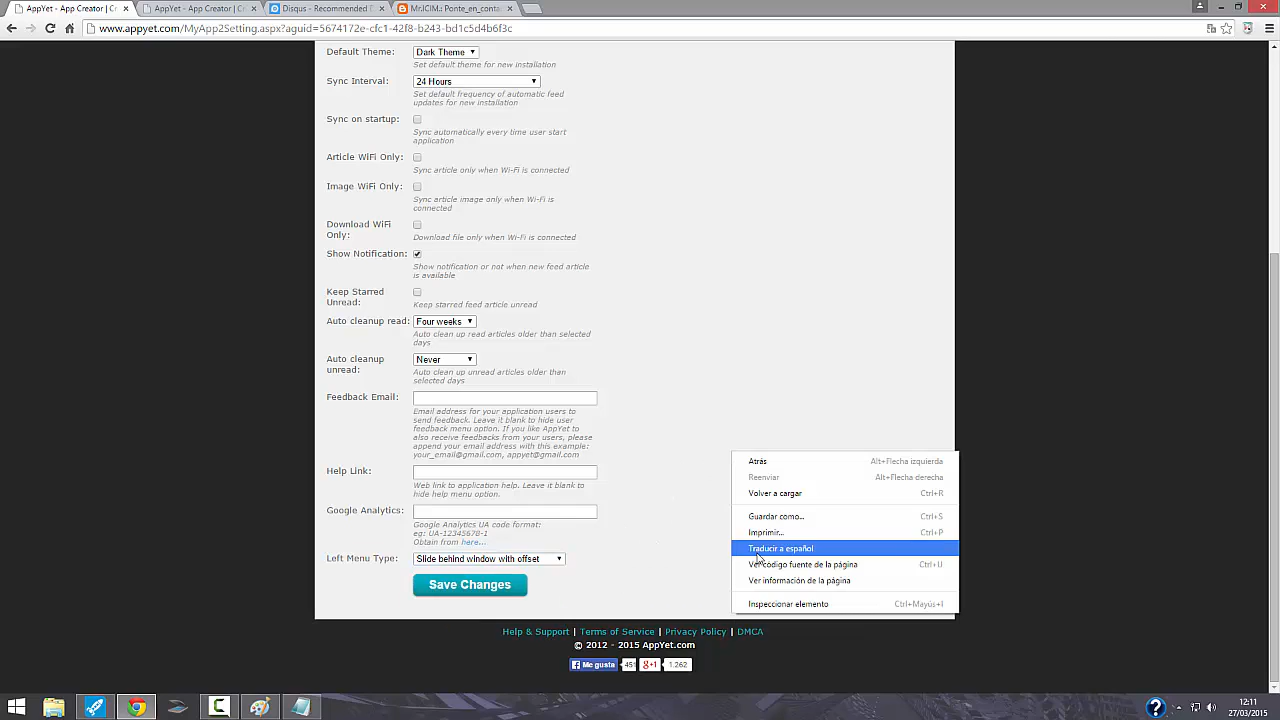 AppYet - App Creator | Cr
AppYet - App Creator | Cr
Disqus - Recommended
MrJCIM.: Ponte_en_conta
www.appyet.com/MyApp2Setting.aspx?aguid=5674172e-cfc1-42f8-b243-bd1c5d4b6f3c
Default Theme:
Dark Theme
Set default theme for new installation
Sync Interval:
24 Hours
Set default frequency of automatic feed
updates for new installation
Sync on startup:
Sync automatically every time user start
application
Article WiFi Only:
Sync article only when Wi-Fi is connected
Image WiFi Only:
Sync article image only when Wi-Fi is
connected
Download WiFi
Only:
Download file only when Wi-Fi is connected
Show Notification:
Show notification or not when new feed article
is available
Keep Starred
Unread:
Keep starred feed article unread
Auto cleanup read:
Four weeks
Auto clean up read articles older than selected
days
Auto cleanup
unread:
Never
Auto clean up unread articles older than
selected days
Feedback Email:
Email address for your application users to
send feedback. Leave it blank to hide user
feedback menu option. If you like AppYet to
also receive feedbacks from your users, please
append your email address with this example:
your_email@gmail.com, appyet@gmail.com
Help Link:
Web link to application help. Leave it blank to
hide help menu option.
Google Analytics:
Google Analytics UA code format:
eg: UA-12345678-1
Obtain from here...
Left Menu Type:
Slide behind window with offset
Save Changes
Atrás Alt+Flecha izquierda
Reenviar Alt+Flecha derecha
Volver a cargar Ctrl+R
Guardar como... Ctrl+S
Imprimir... Ctrl+P
Traducir a español
Ver código fuente de la página Ctrl+U
Ver información de la página
Inspeccionar elemento Ctrl+Mayús+I
Help & Support | Terms of Service | Privacy Policy | DMCA
© 2012 - 2015 AppYet.com
Me gusta 451 g+1 1.262
12:11
27/03/2015